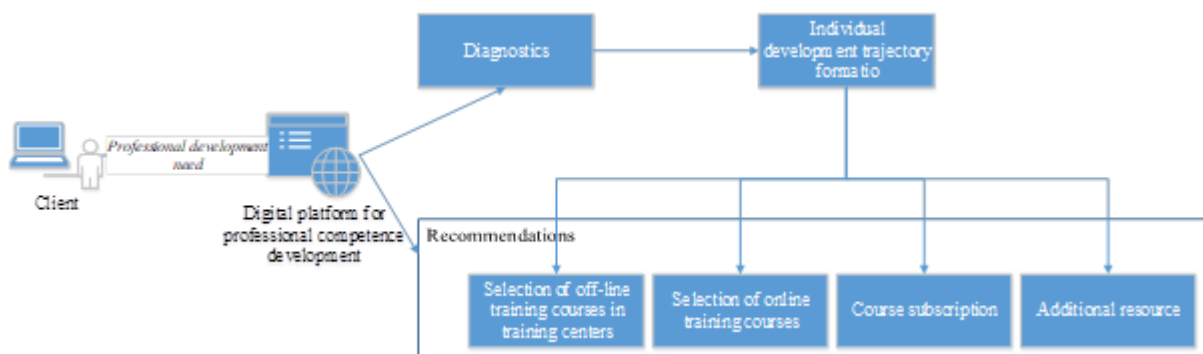 Diagnostics
Individual
development trajectory
formatio
Professional development
need
Client
Digital platform for
professional competence
development
Recommendations
Selection of off-line
training courses in
training centers
Selection of online
training courses
Course subscription
Additional resource